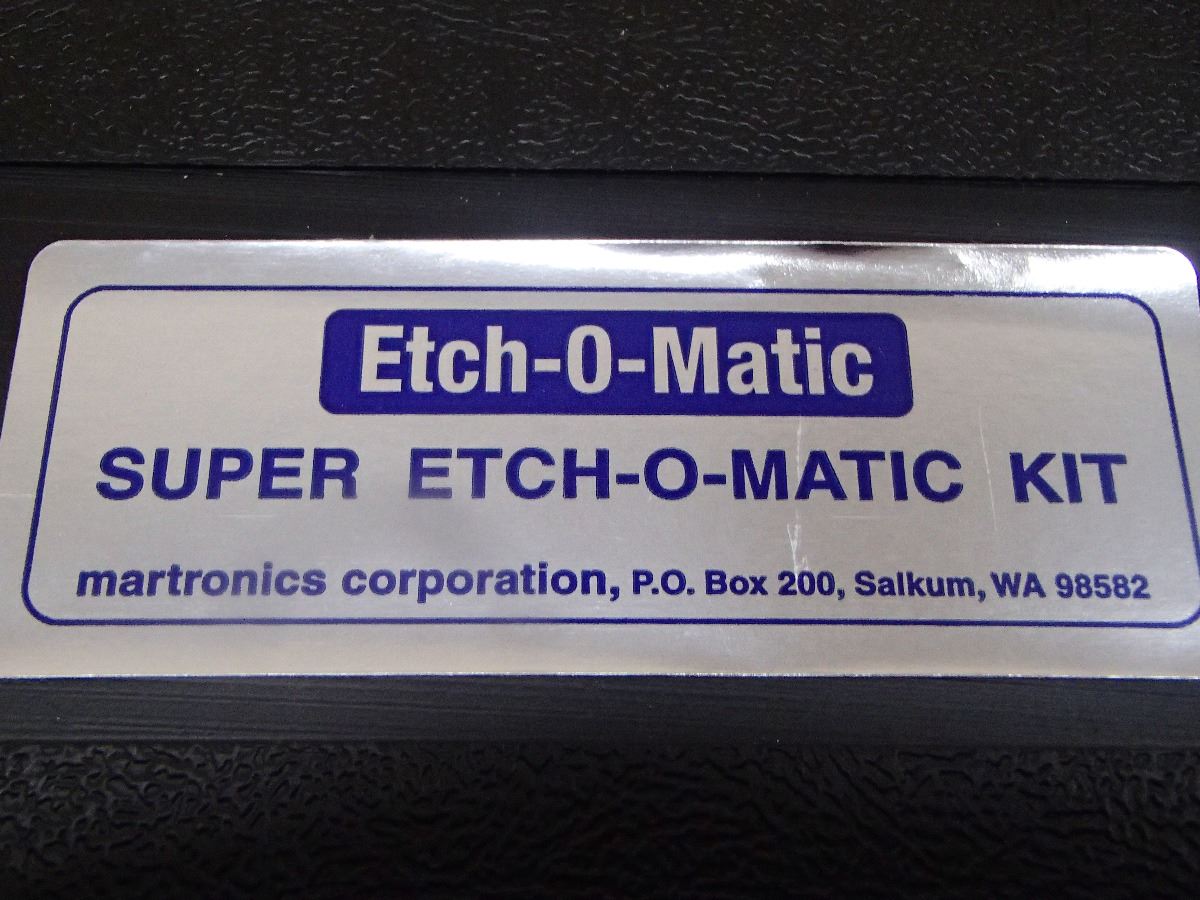 Etch-O-Matic
SUPER ETCH-O-MATIC KIT
martronics corporation, P.O. Box 200, Salkum, WA 98582